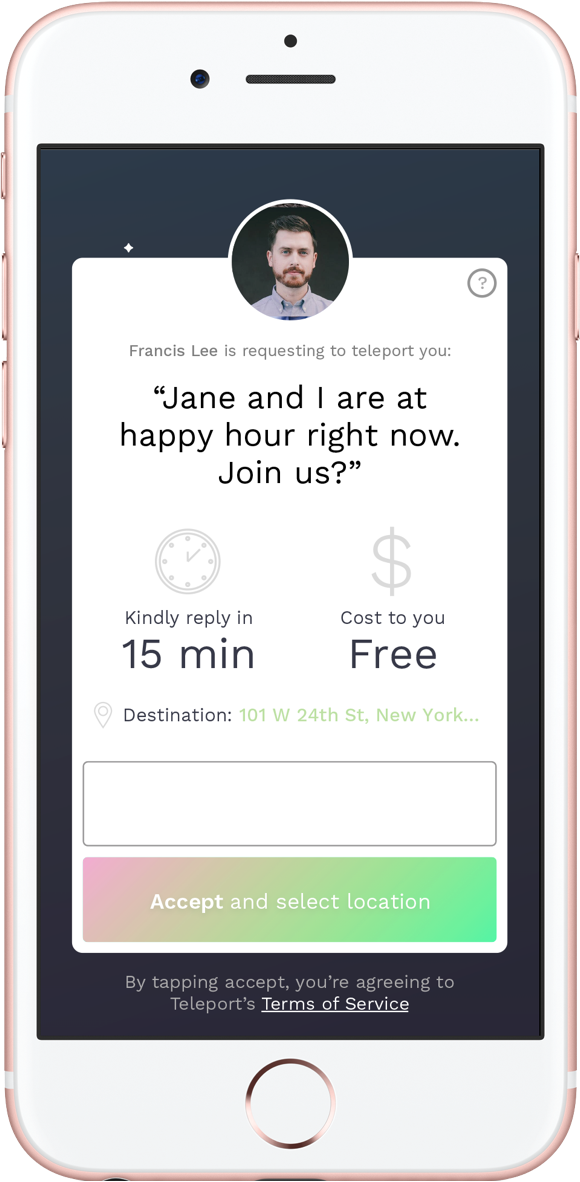 ?
Francis Lee is requesting to teleport you:
“Jane and I are at
happy hour right now.
Join us?”
$
Kindly reply in
Cost to you
15 min
Free
Destination: 101 W 24th St, New York...
Accept and select location
By tapping accept, you’re agreeing to
Teleport’s Terms of Service